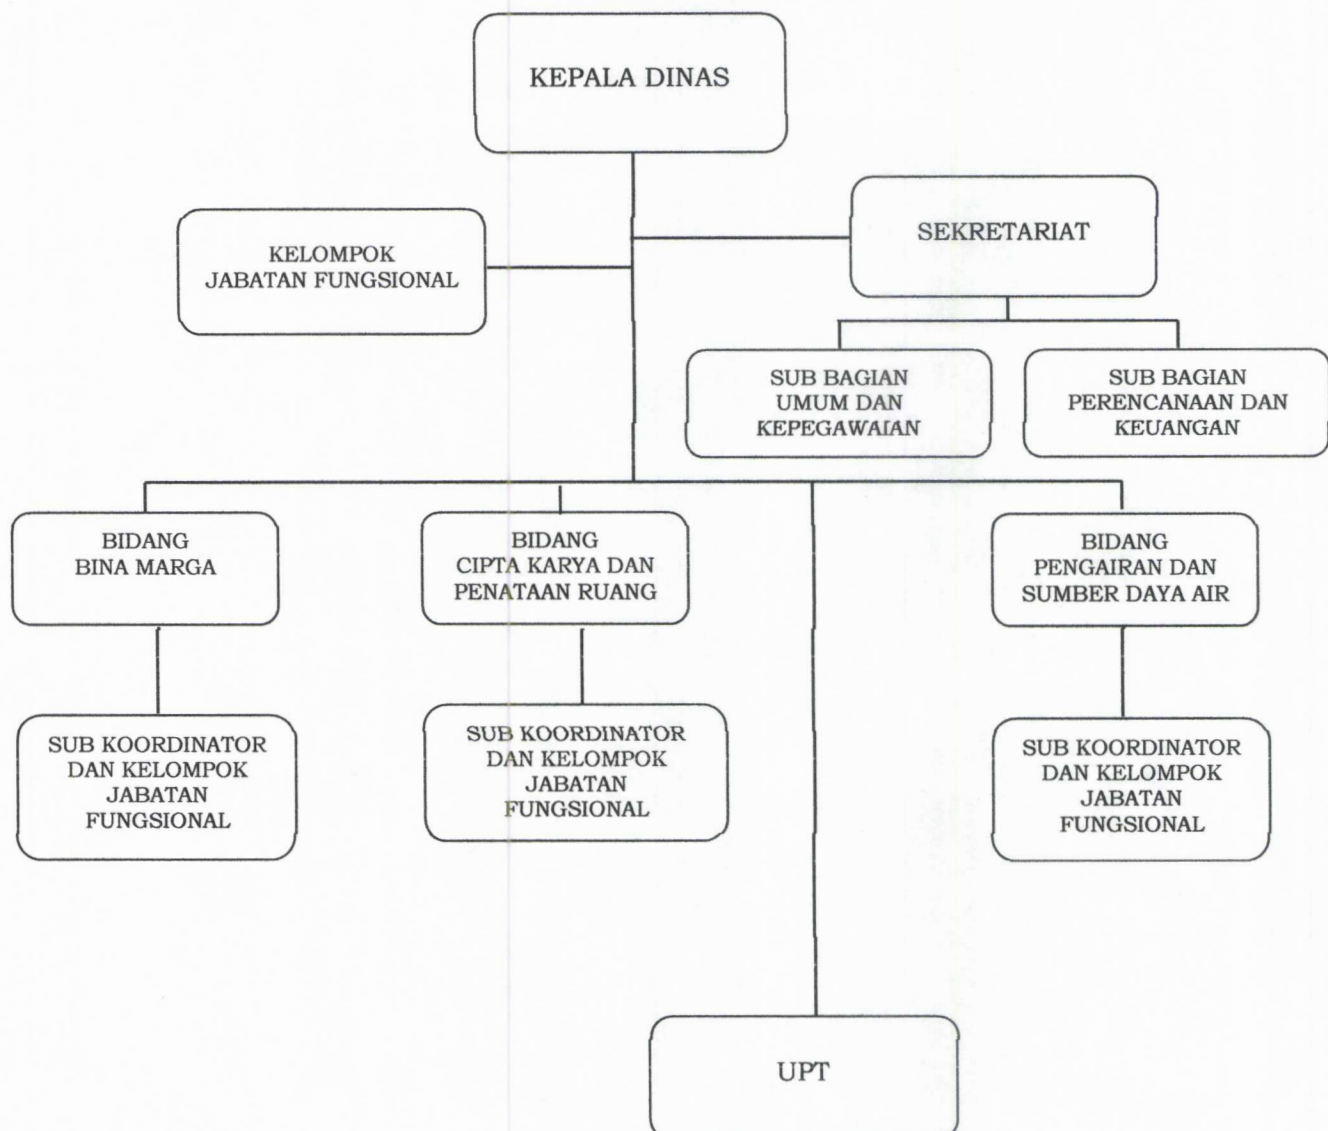 KEPALA DINAS
KELOMPOK
JABATAN FUNGSIONAL
SEKRETARIAT
SUB BAGIAN
UMUM DAN
KEPEGAWAIAN
SUB BAGIAN
PERENCANAAN DAN
KEUANGAN
BIDANG
BINA MARGA
BIDANG
CIPTA KARYA DAN
PENATAAN RUANG
BIDANG
PENGAIRAN DAN
SUMBER DAYA AIR
SUB KOORDINATOR
DAN KELOMPOK
JABATAN
FUNGSIONAL
SUB KOORDINATOR
DAN KELOMPOK
JABATAN
FUNGSIONAL
SUB KOORDINATOR
DAN KELOMPOK
JABATAN
FUNGSIONAL
UPT